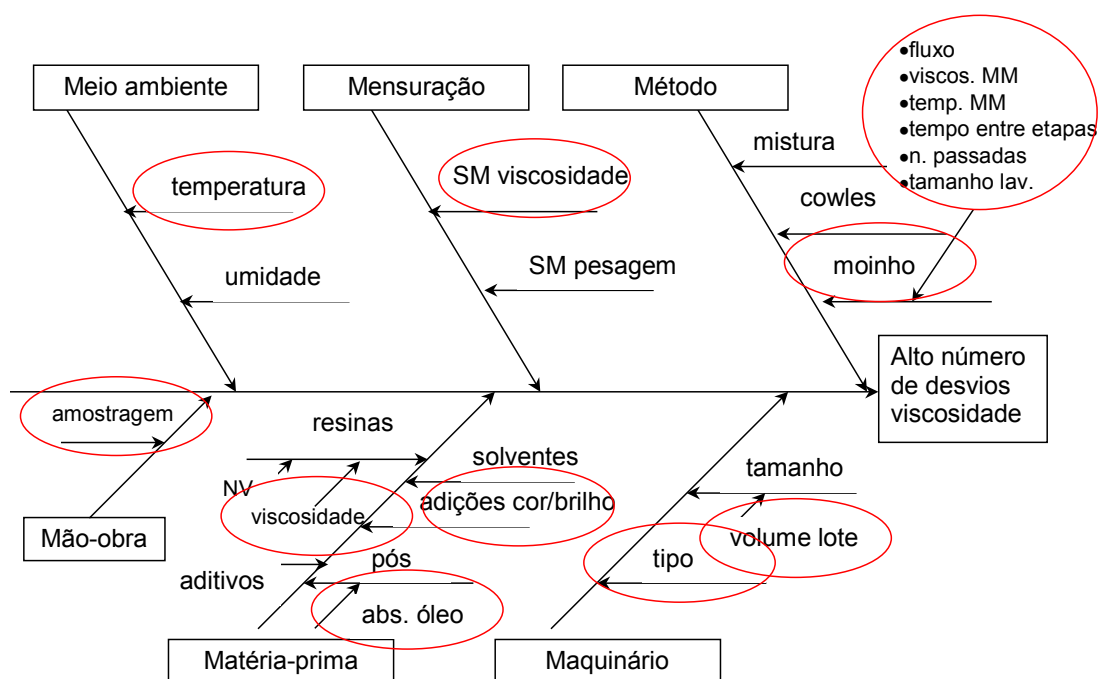 Meio ambiente
Mensuração
Método
•fluxo
•viscos. MM
•temp. MM
•tempo entre etapas
•n. passadas
•tamanho lav.
mistura
temperatura
SM viscosidade
cowles
umidade
SM pesagem
moinho
Alto número
de desvios
viscosidade
amostragem
resinas
solventes
tamanho
NV
viscosidade
adições cor/brilho
Mão-obra
volume lote
aditivos
pós
tipo
abs. óleo
Matéria-prima
Maquinário